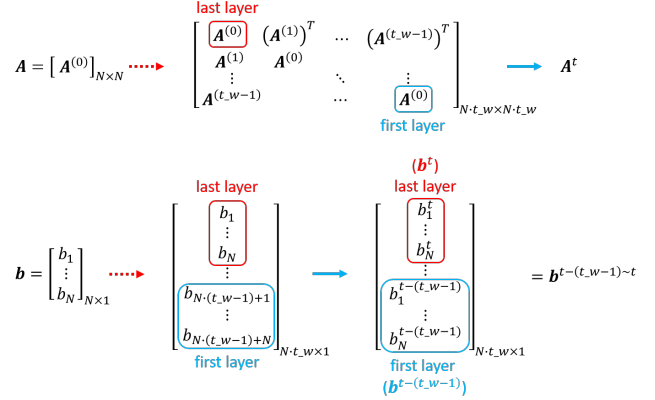 last layer
A = [ A^(0) ]_{N×N}
A^(0) (A^(1))^T ⋯ (A^(t_w−1))^T
A^(1) A^(0)
⋮ ⋱ ⋮
A^(t_w−1) ⋯ A^(0)
N·t_w×N·t_w
A^t
first layer
(b^t)
last layer last layer
b = [ b_1 ⋮ b_N ]_{N×1}
b_1
⋮
b_N
⋮
b_{N·(t_w−1)+1}
⋮
b_{N·(t_w−1)+N}
N·t_w×1
b_1^t
⋮
b_N^t
⋮
b_1^{t−(t_w−1)}
⋮
b_N^{t−(t_w−1)}
N·t_w×1
= b^{t−(t_w−1)~t}
first layer first layer
(b^{t−(t_w−1)})